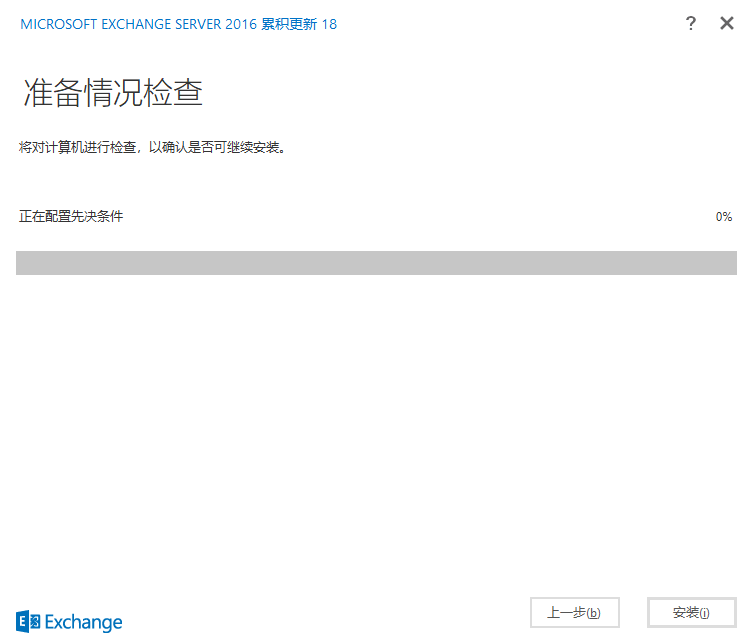 MICROSOFT EXCHANGE SERVER 2016 累积更新 18
? ✕
准备情况检查
将对计算机进行检查，以确认是否可继续安装。
正在配置先决条件 0%
E Exchange
上一步(b) 安装(i)